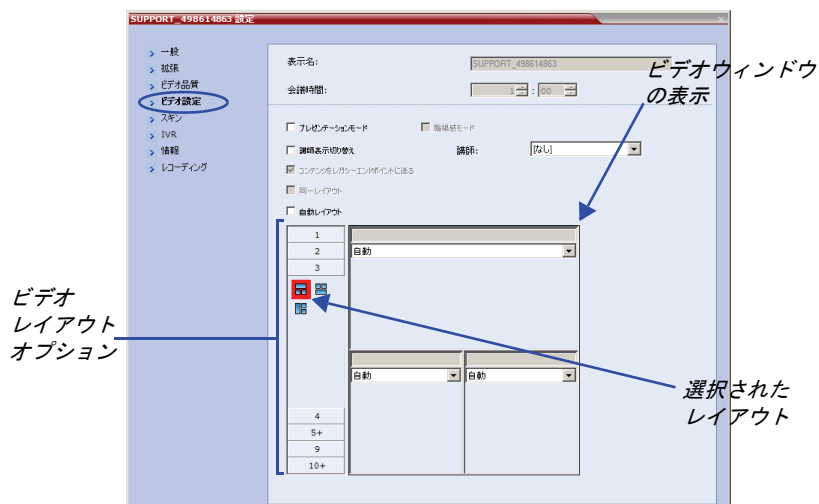 SUPPORT_498614863 設定
一般
拡張
ビデオ品質
ビデオ設定
スキン
IVR
情報
レコーディング
表示名:
SUPPORT_498614863
会議時間:
1 : 00
プレゼンテーションモード
臨場感モード
講師表示切り替え
講師:
[なし]
コンテンツをレガシーエンドポイントに送る
同一レイアウト
自動レイアウト
1
2
3
4
5+
9
10+
自動
自動
自動
ビデオウィンドウ
の表示
ビデオ
レイアウト
オプション
選択された
レイアウト